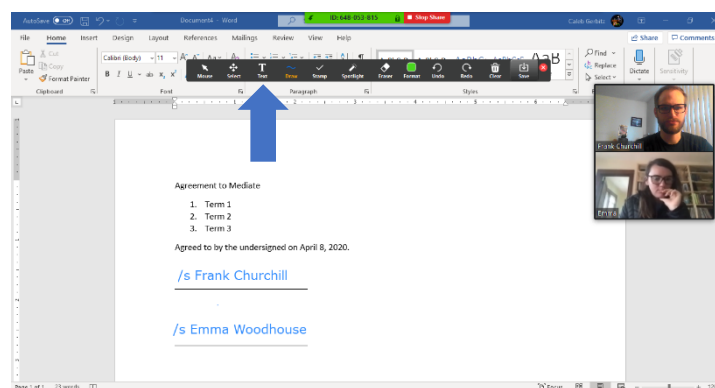 AutoSave Off Document4 - Word ID: 648-053-815 Stop Share Caleb Gerbitz
File Home Insert Design Layout References Mailings Review View Help Share Comments
Cut
Copy
Paste
Format Painter
Calibri (Body) 11
B I U ab x x
Mouse Select Text Draw Stamp Spotlight Eraser Format Undo Redo Clear Save
Find
Replace
Select
Dictate Sensitivity
Clipboard Font Paragraph Styles
Frank Churchill
Emma
Agreement to Mediate
1. Term 1
2. Term 2
3. Term 3
Agreed to by the undersigned on April 8, 2020.
/s Frank Churchill
/s Emma Woodhouse
Page 1 of 1 23 words Focus